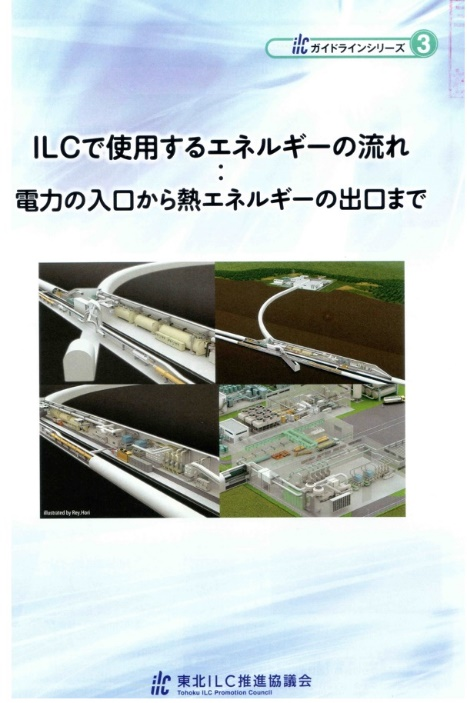 ilc ガイドラインシリーズ 3
ILCで使用するエネルギーの流れ
:
電力の入口から熱エネルギーの出口まで
Illustrated by Rey.Hori
ilc 東北ILC推進協議会
Tohoku ILC Promotion Council